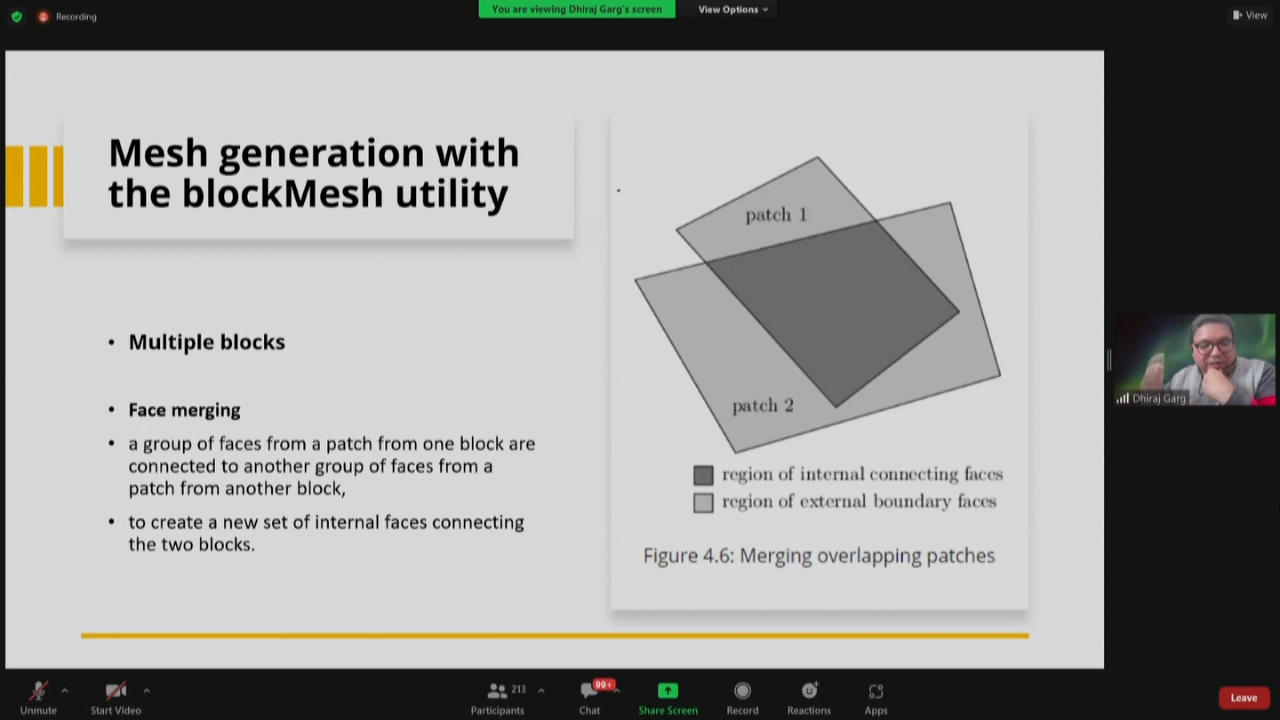 Recording
You are viewing Dhiraj Garg's screen
View Options
View
Mesh generation with
the blockMesh utility
• Multiple blocks
• Face merging
• a group of faces from a patch from one block are
connected to another group of faces from a
patch from another block,
• to create a new set of internal faces connecting
the two blocks.
patch 1
patch 2
region of internal connecting faces
region of external boundary faces
Figure 4.6: Merging overlapping patches
Dhiraj Garg
Unmute
Start Video
213
Participants
99+
Chat
Share Screen
Record
Reactions
Apps
Leave